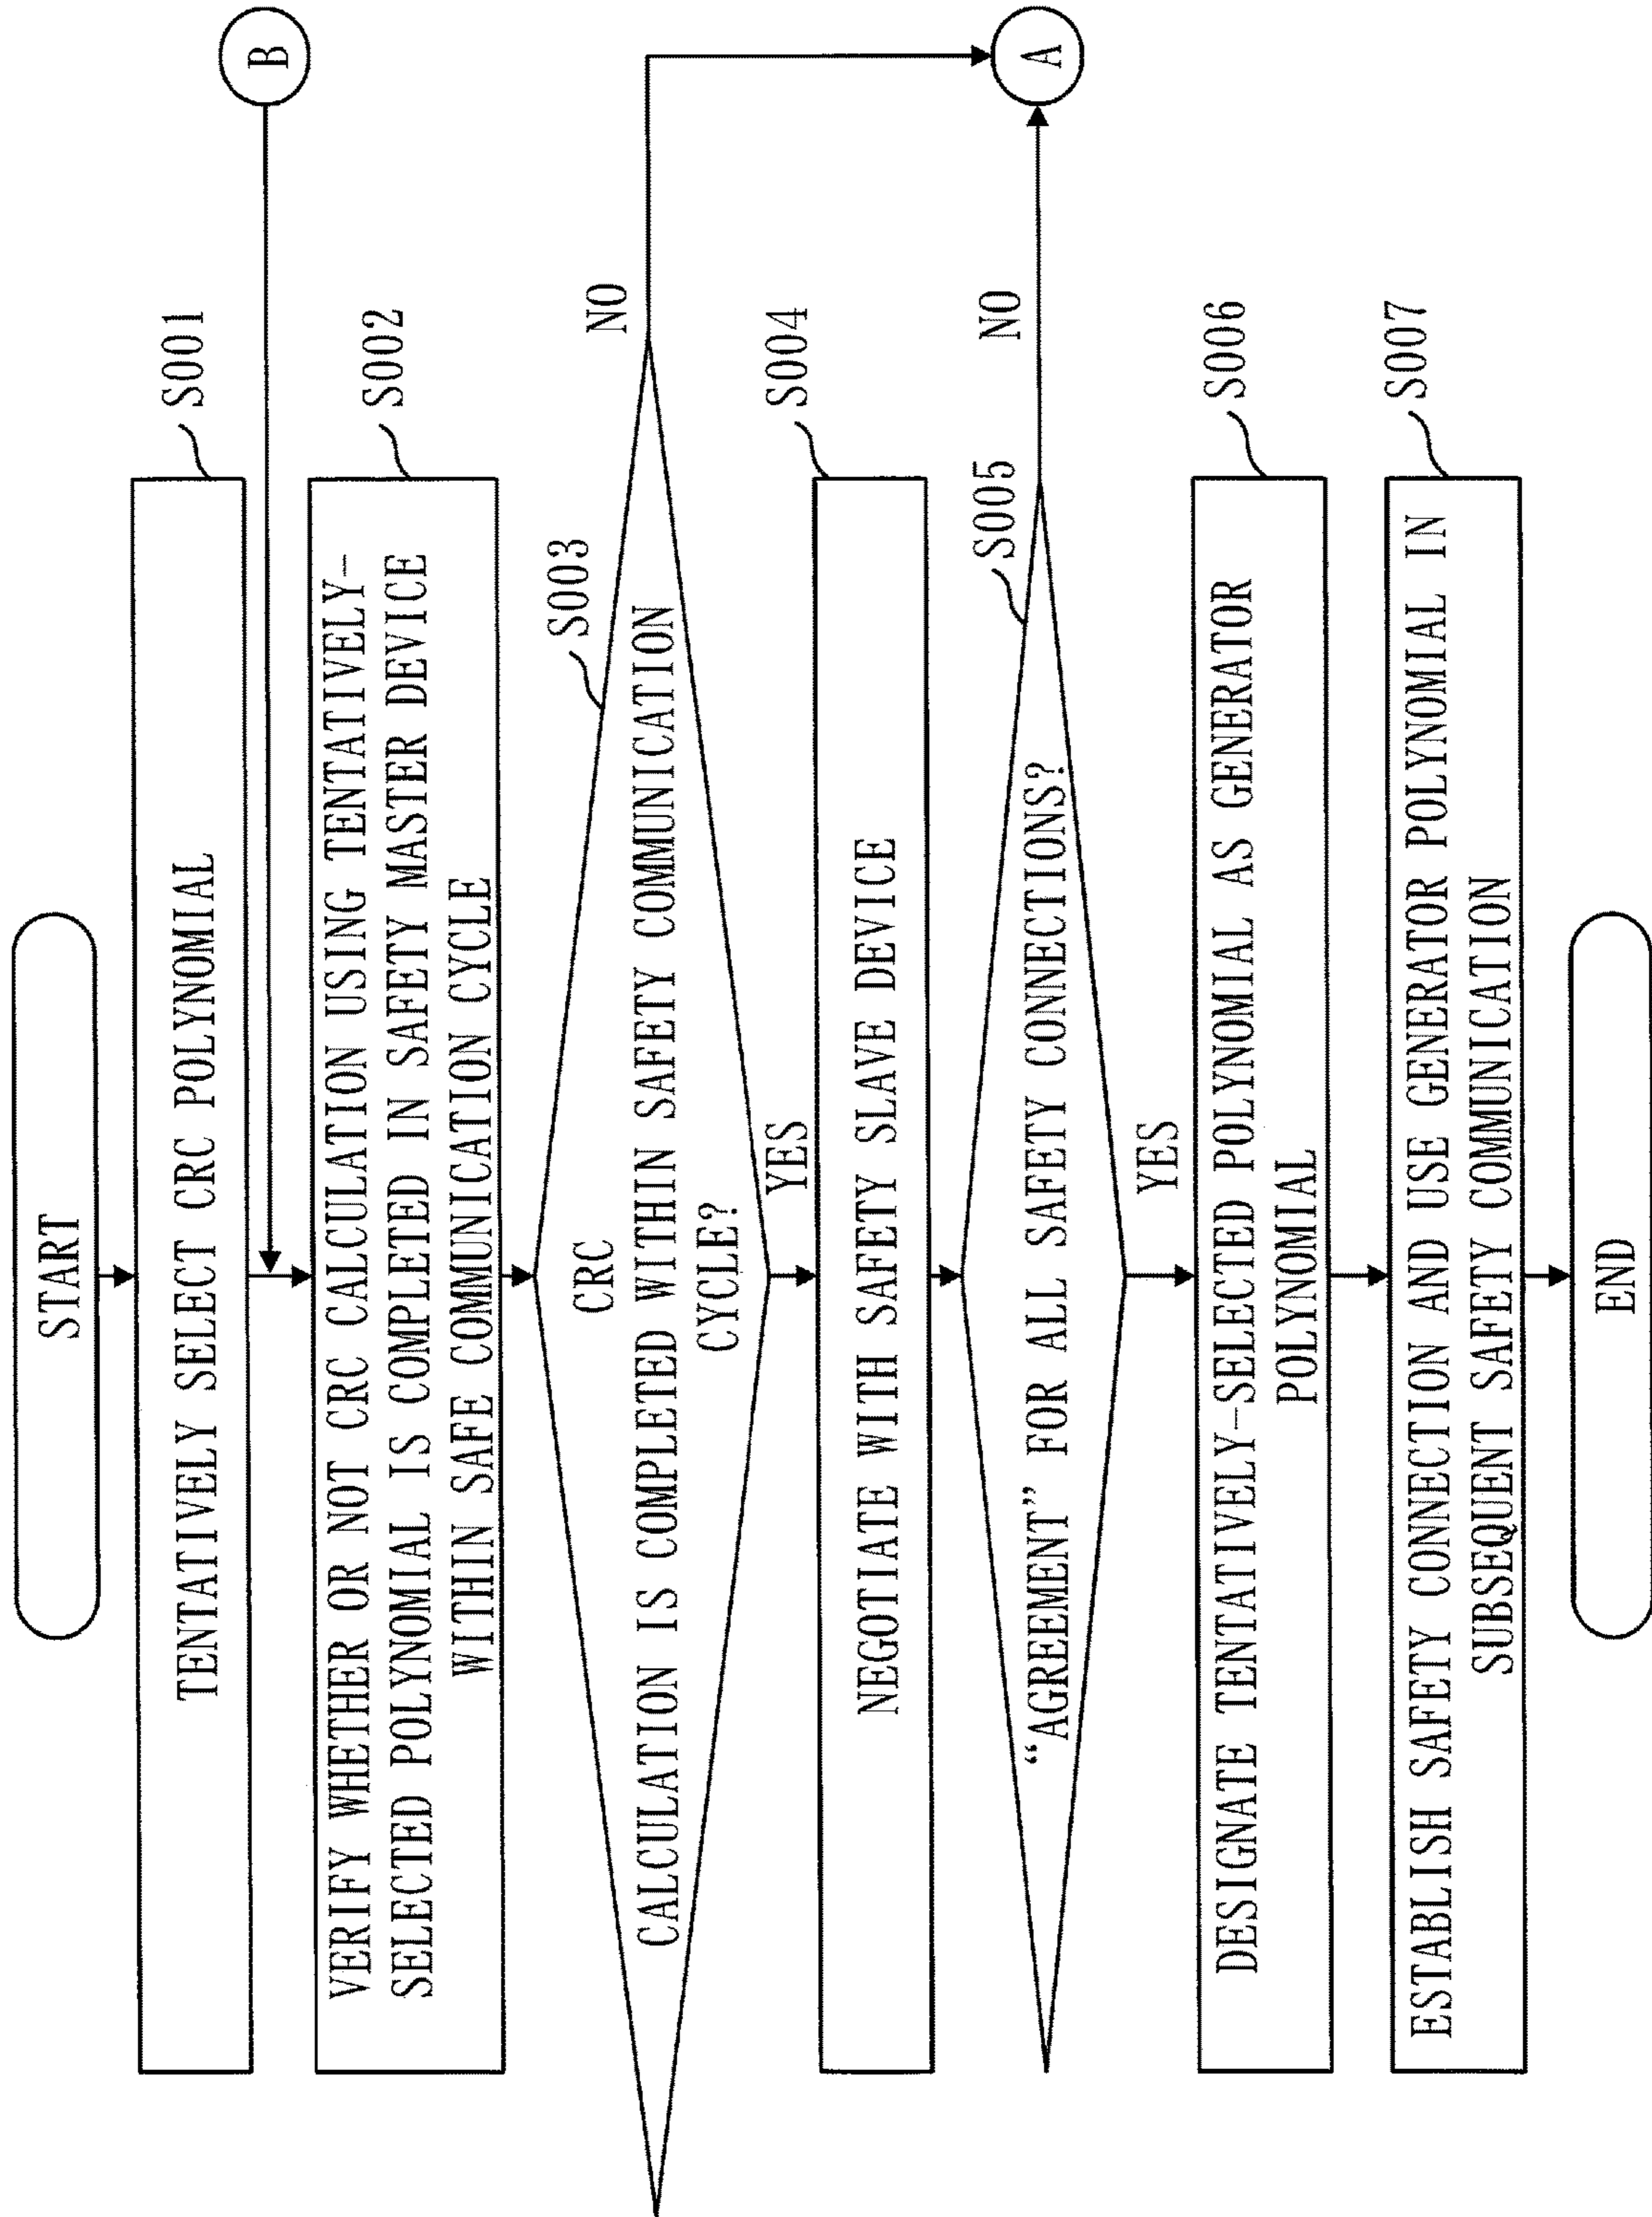 START
TENTATIVELY SELECT CRC POLYNOMIAL
S001
B
VERIFY WHETHER OR NOT CRC CALCULATION USING TENTATIVELY-
SELECTED POLYNOMIAL IS COMPLETED IN SAFETY MASTER DEVICE
WITHIN SAFE COMMUNICATION CYCLE
S002
CRC
CALCULATION IS COMPLETED WITHIN SAFETY COMMUNICATION
CYCLE?
S003
NO
YES
NEGOTIATE WITH SAFETY SLAVE DEVICE
S004
“AGREEMENT” FOR ALL SAFETY CONNECTIONS?
S005
NO
A
YES
DESIGNATE TENTATIVELY-SELECTED POLYNOMIAL AS GENERATOR
POLYNOMIAL
S006
ESTABLISH SAFETY CONNECTION AND USE GENERATOR POLYNOMIAL IN
SUBSEQUENT SAFETY COMMUNICATION
S007
END